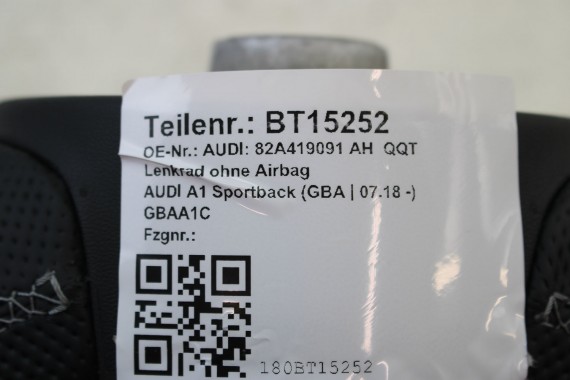 Teilenr.: BT15252
OE-Nr.: AUDI: 82A419091 AH QQT
Lenkrad ohne Airbag
AUDI A1 Sportback (GBA | 07.18 -)
GBAA1C
Fzgnr.:
180BT15252